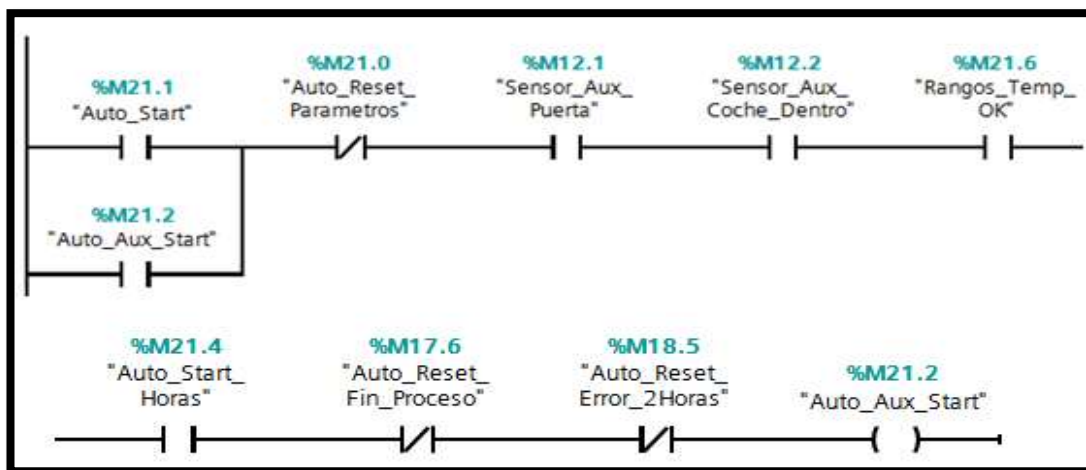 %M21.1
"Auto_Start"
%M21.0
"Auto_Reset_
Parametros"
%M12.1
"Sensor_Aux_
Puerta"
%M12.2
"Sensor_Aux_
Coche_Dentro"
%M21.6
"Rangos_Temp_
OK"
%M21.2
"Auto_Aux_Start"
%M21.4
"Auto_Start_
Horas"
%M17.6
"Auto_Reset_
Fin_Proceso"
%M18.5
"Auto_Reset_
Error_2Horas"
%M21.2
"Auto_Aux_Start"